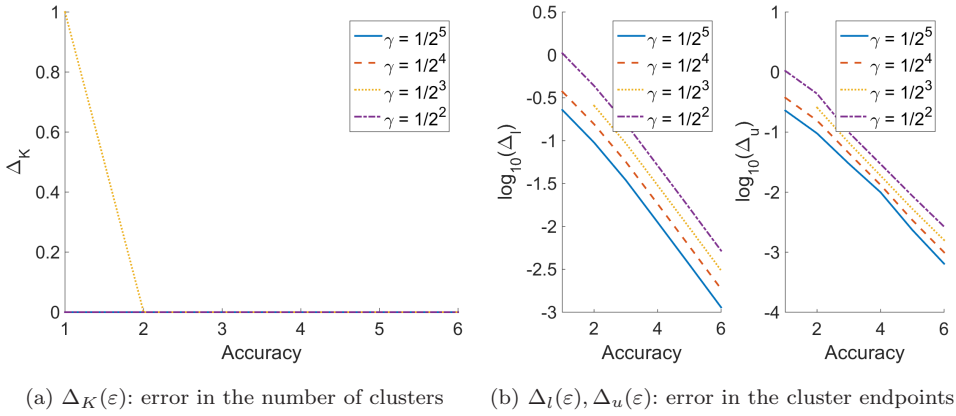 1
0.8
0.6
0.4
0.2
0
1 2 3 4 5 6
Δ_K
Accuracy
γ = 1/2^5
γ = 1/2^4
γ = 1/2^3
γ = 1/2^2
0.5
0
-0.5
-1
-1.5
-2
-2.5
-3
2 4 6
log_10(Δ_l)
Accuracy
γ = 1/2^5
γ = 1/2^4
γ = 1/2^3
γ = 1/2^2
1
0
-1
-2
-3
-4
2 4 6
log_10(Δ_u)
Accuracy
γ = 1/2^5
γ = 1/2^4
γ = 1/2^3
γ = 1/2^2
(a) Δ_K(ε): error in the number of clusters
(b) Δ_l(ε), Δ_u(ε): error in the cluster endpoints